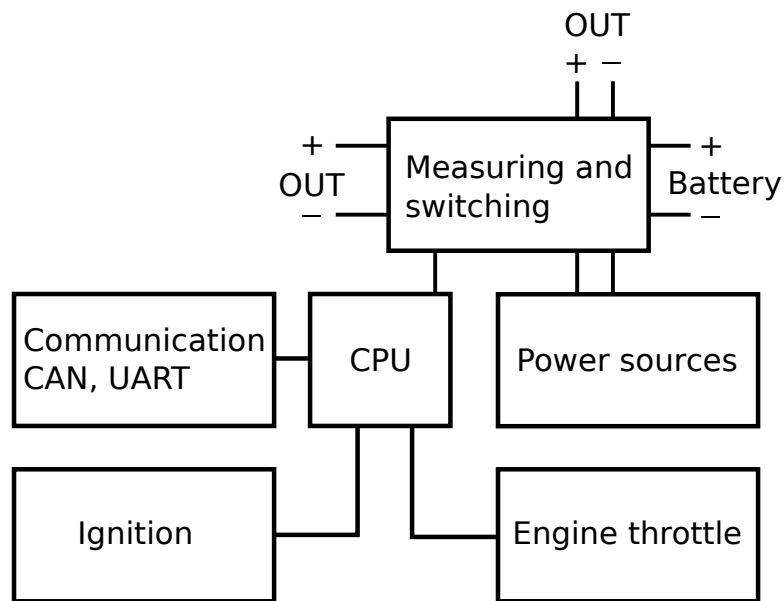 OUT
+ −
+
OUT
−
Measuring and
switching
+
Battery
−
Communication
CAN, UART
CPU
Power sources
Ignition
Engine throttle